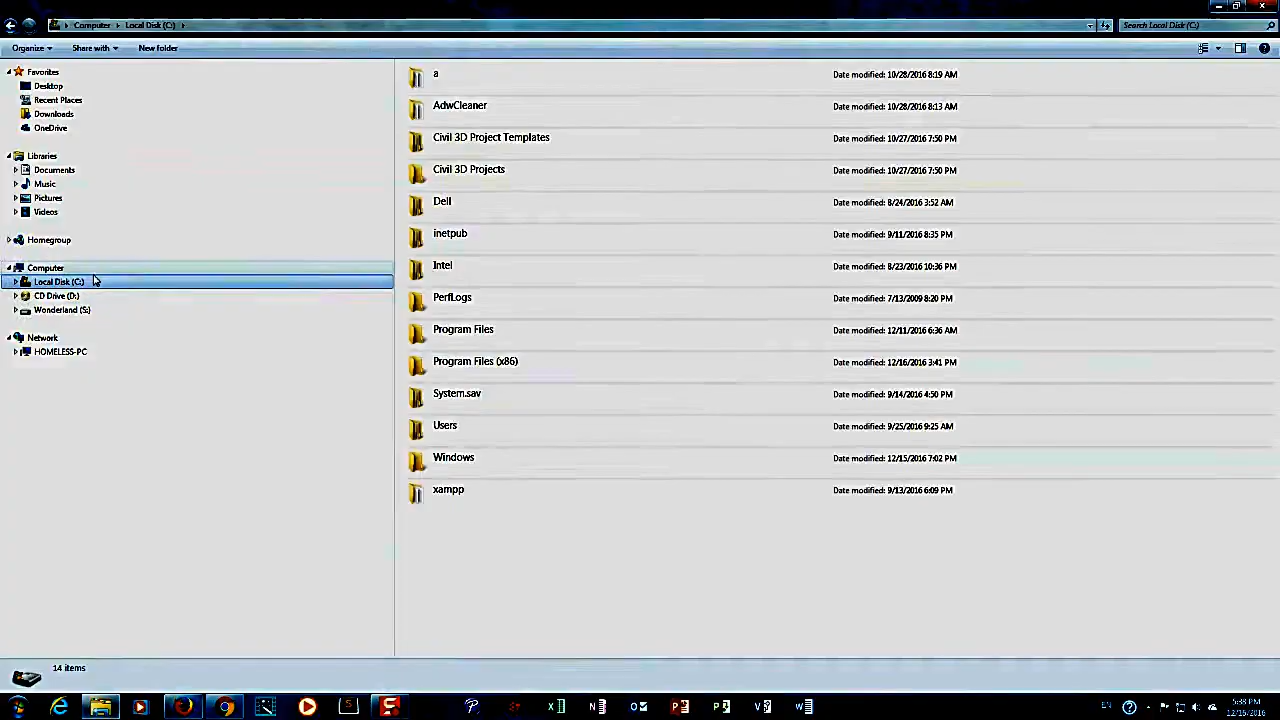 Computer Local Disk (C:)
Search Local Disk (C:)
Organize Share with New folder
Favorites
Desktop
Recent Places
Downloads
OneDrive
Libraries
Documents
Music
Pictures
Videos
Homegroup
Computer
Local Disk (C:)
CD Drive (D:)
Wonderland (S:)
Network
HOMELESS-PC
a Date modified: 10/28/2016 8:19 AM
AdwCleaner Date modified: 10/28/2016 8:13 AM
Civil 3D Project Templates Date modified: 10/27/2016 7:50 PM
Civil 3D Projects Date modified: 10/27/2016 7:50 PM
Dell Date modified: 8/24/2016 3:52 AM
inetpub Date modified: 9/11/2016 8:35 PM
Intel Date modified: 8/23/2016 10:36 PM
PerfLogs Date modified: 7/13/2009 8:20 PM
Program Files Date modified: 12/11/2016 6:36 AM
Program Files (x86) Date modified: 12/16/2016 3:41 PM
System.sav Date modified: 9/14/2016 4:50 PM
Users Date modified: 9/25/2016 9:25 AM
Windows Date modified: 12/15/2016 7:02 PM
xampp Date modified: 9/13/2016 6:09 PM
14 items
EN
5:38 PM
12/16/2016